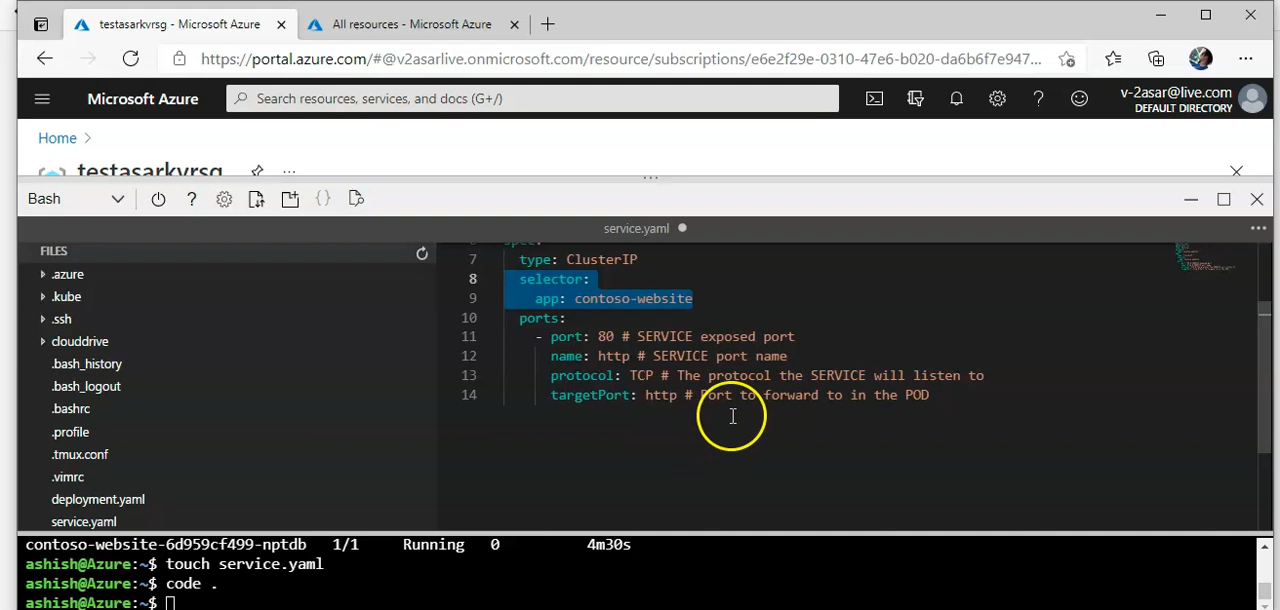 testasarkvrsg - Microsoft Azure
All resources - Microsoft Azure
https://portal.azure.com/#@v2asarlive.onmicrosoft.com/resource/subscriptions/e6e2f29e-0310-47e6-b020-da6b6f7e947...
Microsoft Azure
Search resources, services, and docs (G+/)
v-2asar@live.com
DEFAULT DIRECTORY
Home >
testasarkvrsg
Bash
service.yaml
FILES
.azure
.kube
.ssh
clouddrive
.bash_history
.bash_logout
.bashrc
.profile
.tmux.conf
.vimrc
deployment.yaml
service.yaml
6 spec:
7 type: ClusterIP
8 selector:
9 app: contoso-website
10 ports:
11 - port: 80 # SERVICE exposed port
12 name: http # SERVICE port name
13 protocol: TCP # The protocol the SERVICE will listen to
14 targetPort: http # Port to forward to in the POD
contoso-website-6d959cf499-nptdb 1/1 Running 0 4m30s
ashish@Azure:~$ touch service.yaml
ashish@Azure:~$ code .
ashish@Azure:~$